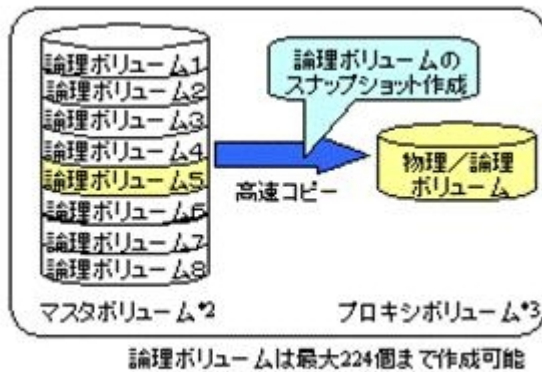 論理ボリューム1
論理ボリューム2
論理ボリューム3
論理ボリューム4
論理ボリューム5
論理ボリューム6
論理ボリューム7
論理ボリューム8
論理ボリュームの
スナップショット作成
高速コピー
物理／論理
ボリューム
マスタボリューム*2
プロキシボリューム*3
論理ボリュームは最大224個まで作成可能